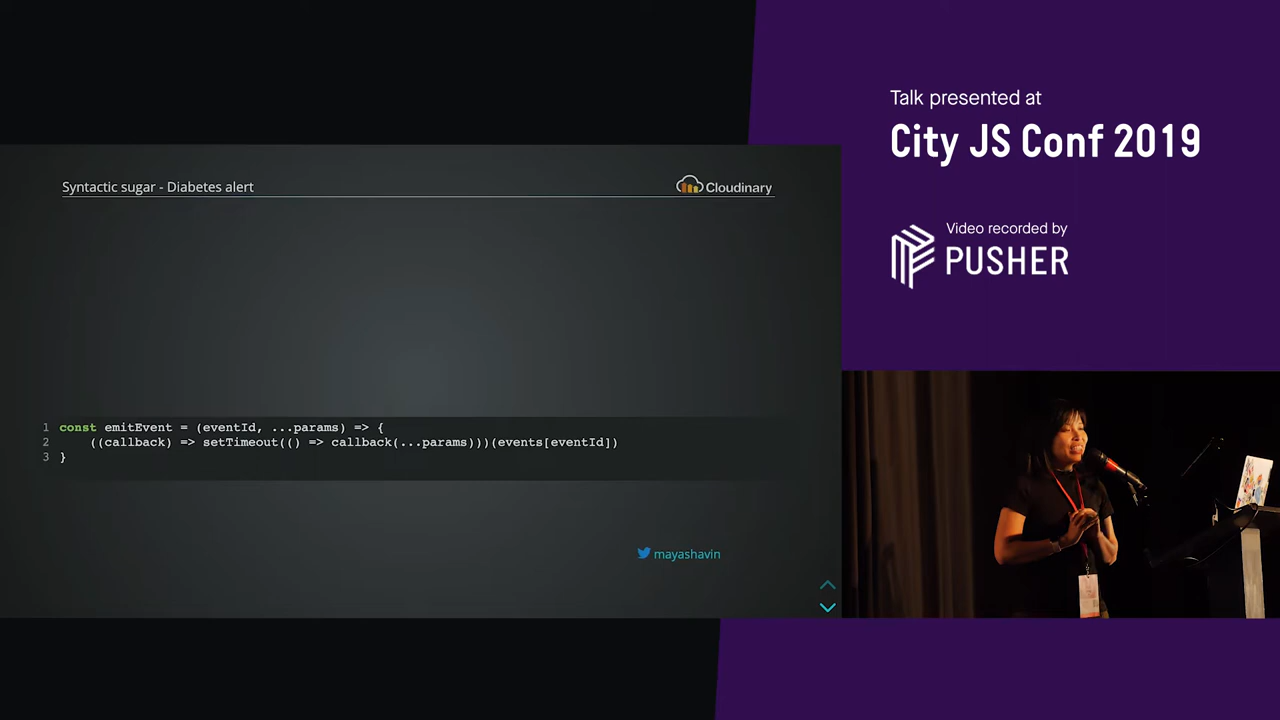 Talk presented at
City JS Conf 2019
Video recorded by
PUSHER
Syntactic sugar - Diabetes alert
Cloudinary
1 const emitEvent = (eventId, ...params) => {
2 ((callback) => setTimeout(() => callback(...params)))(events[eventId])
3 }
mayashavin